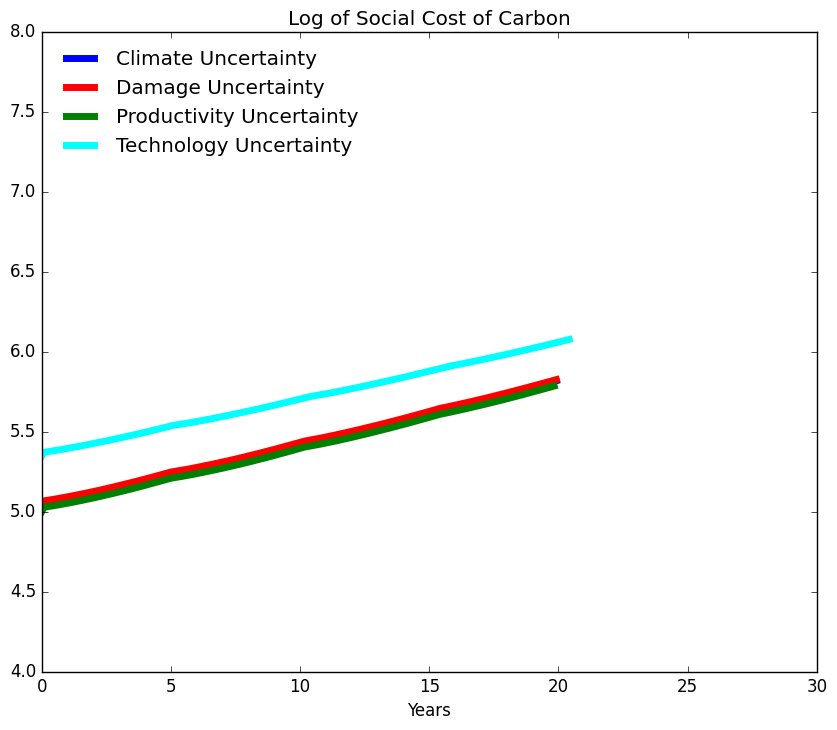 Log of Social Cost of Carbon
8.0
Climate Uncertainty
Damage Uncertainty
7.5
Productivity Uncertainty
Technology Uncertainty
7.0
6.5
6.0
5.5
5.0
4.5
4.0
0 5 10 15 20 25 30
Years